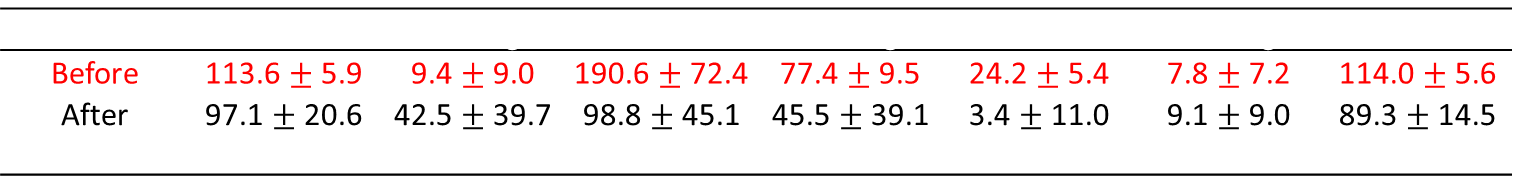 Before 113.6 ± 5.9 9.4 ± 9.0 190.6 ± 72.4 77.4 ± 9.5 24.2 ± 5.4 7.8 ± 7.2 114.0 ± 5.6
After 97.1 ± 20.6 42.5 ± 39.7 98.8 ± 45.1 45.5 ± 39.1 3.4 ± 11.0 9.1 ± 9.0 89.3 ± 14.5